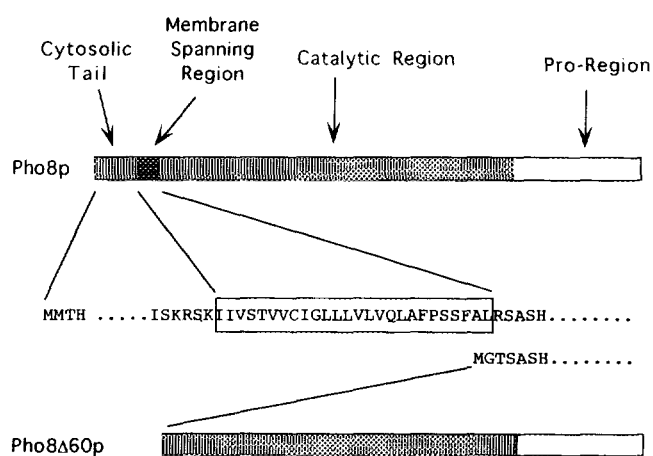 Cytosolic
Tail
Membrane
Spanning
Region
Catalytic Region
Pro-Region
Pho8p
MMTH .....ISKRSKIIVSTVVCIGLLLVLVQLAFPSSFALRSASH........
MGTSASH........
Pho8Δ60p